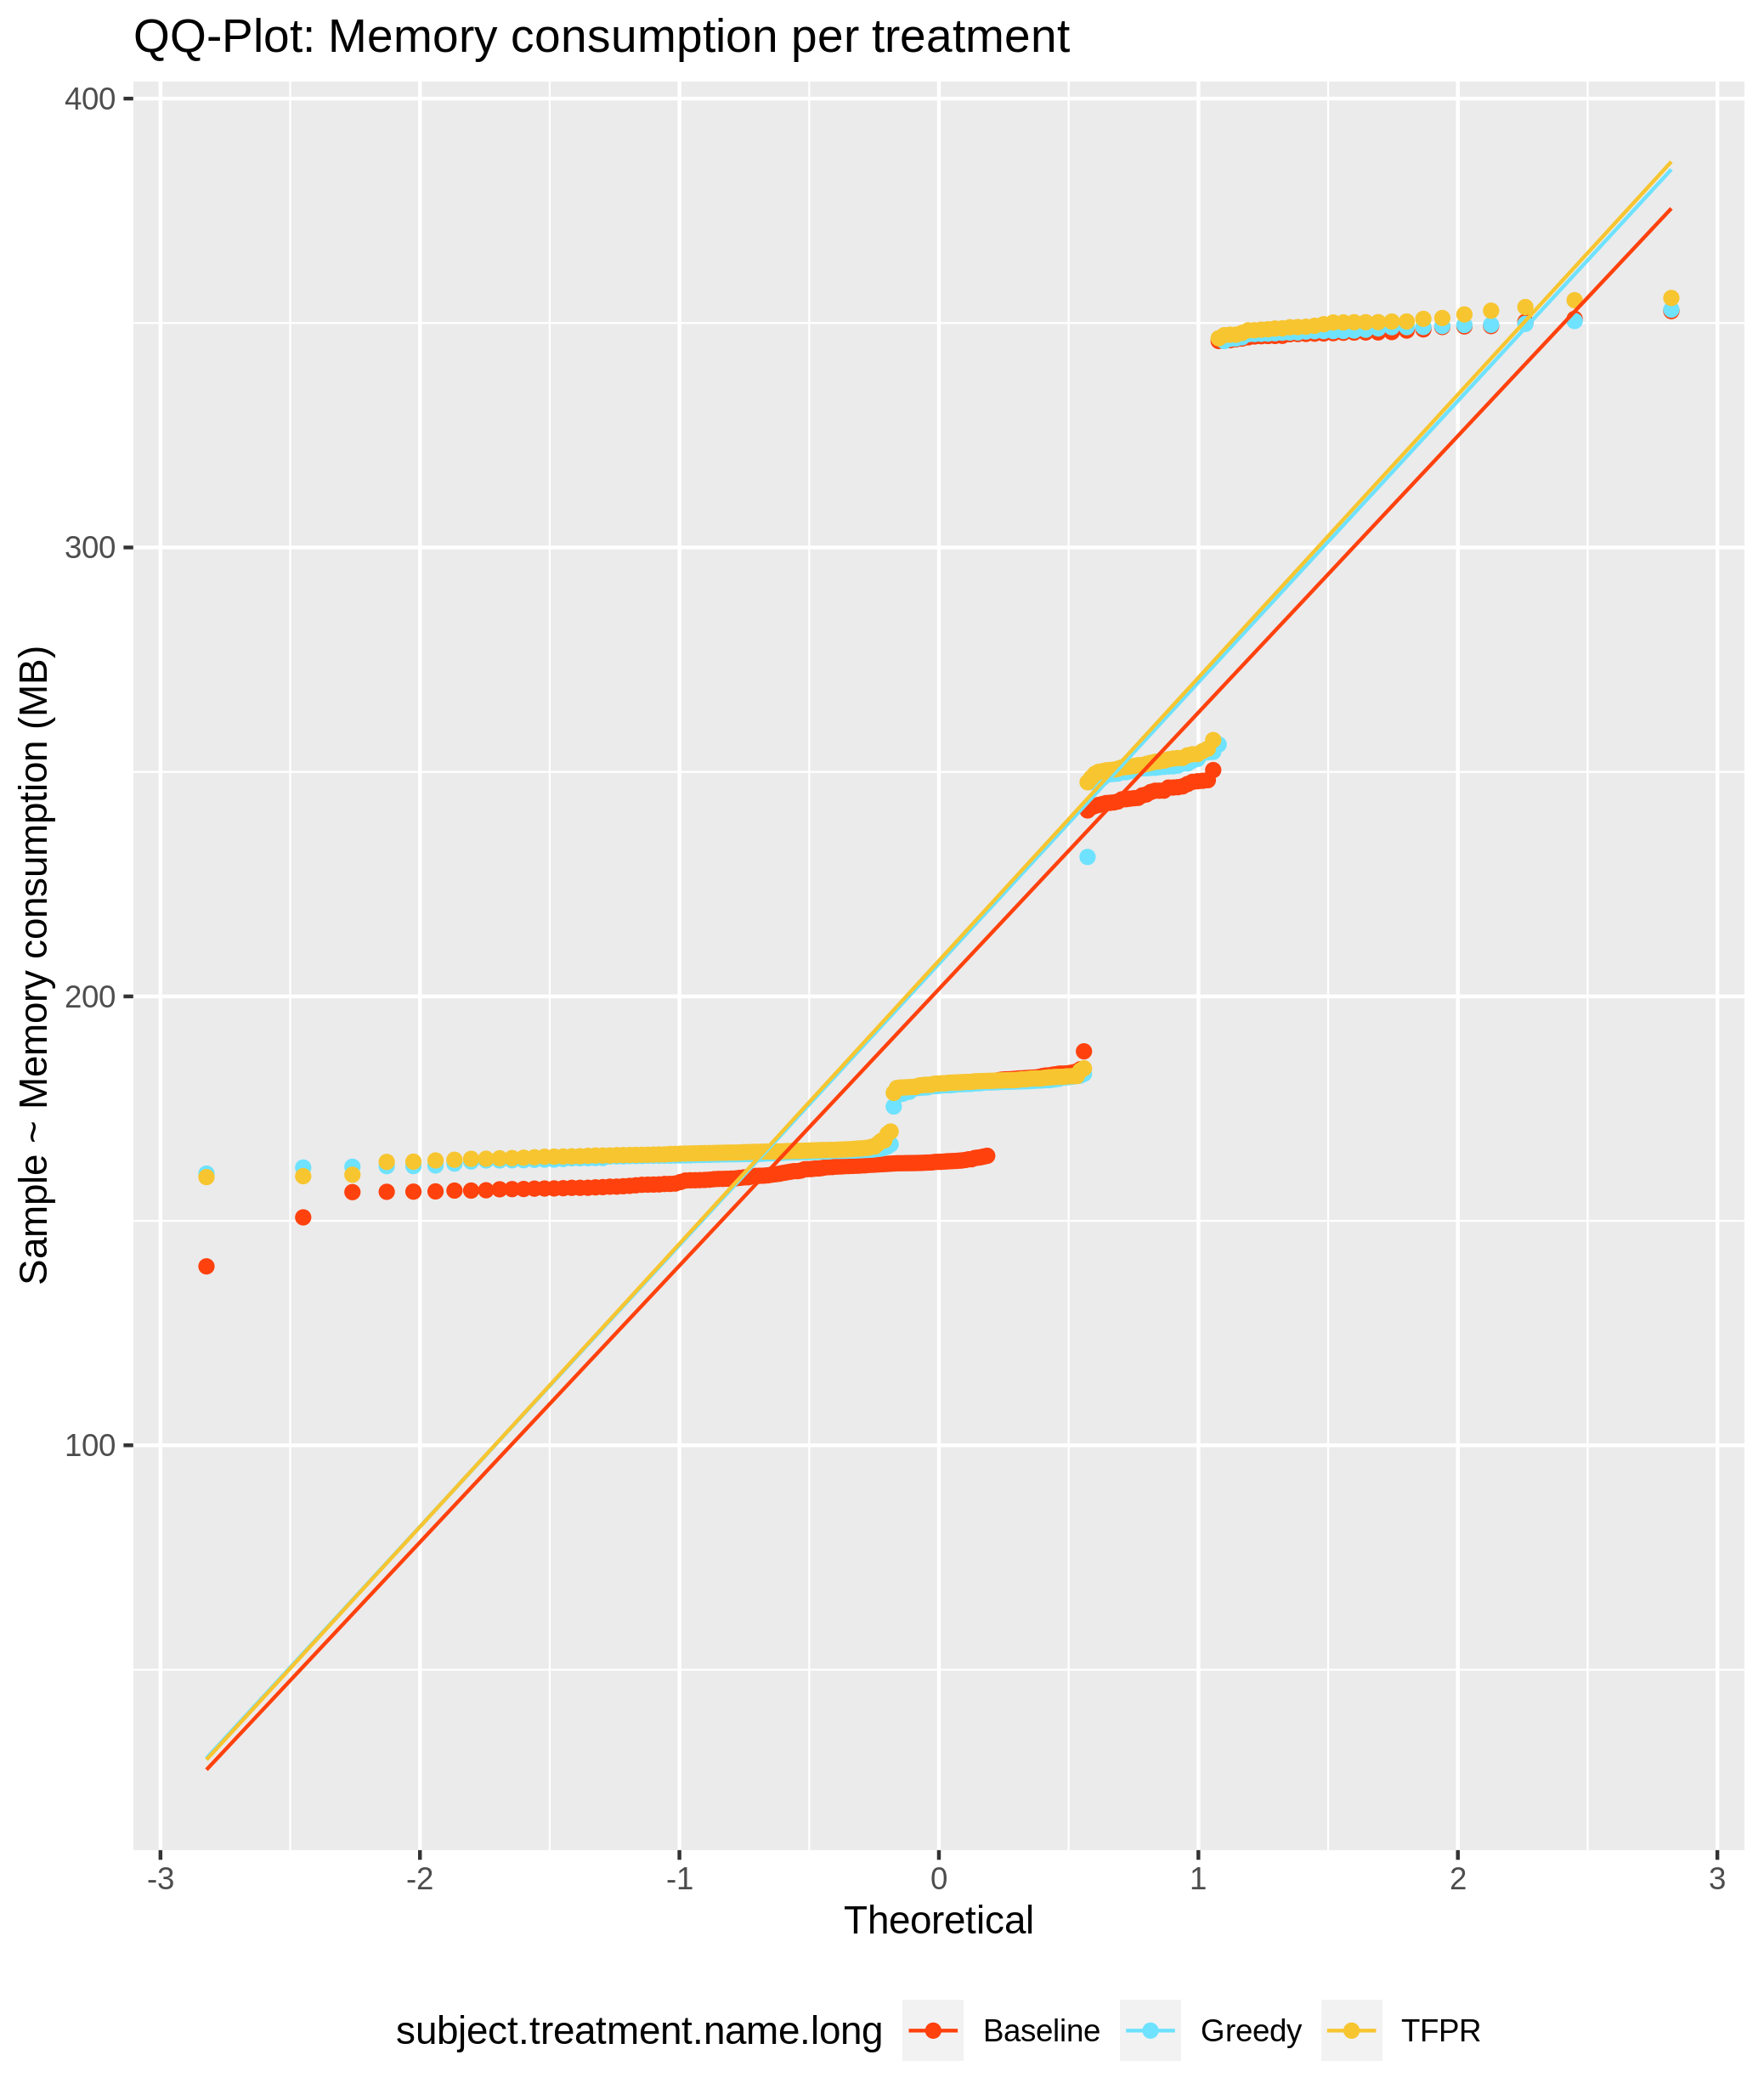 QQ-Plot: Memory consumption per treatment
400
300
200
100
Sample ~ Memory consumption (MB)
-3 -2 -1 0 1 2 3
Theoretical
subject.treatment.name.long Baseline Greedy TFPR